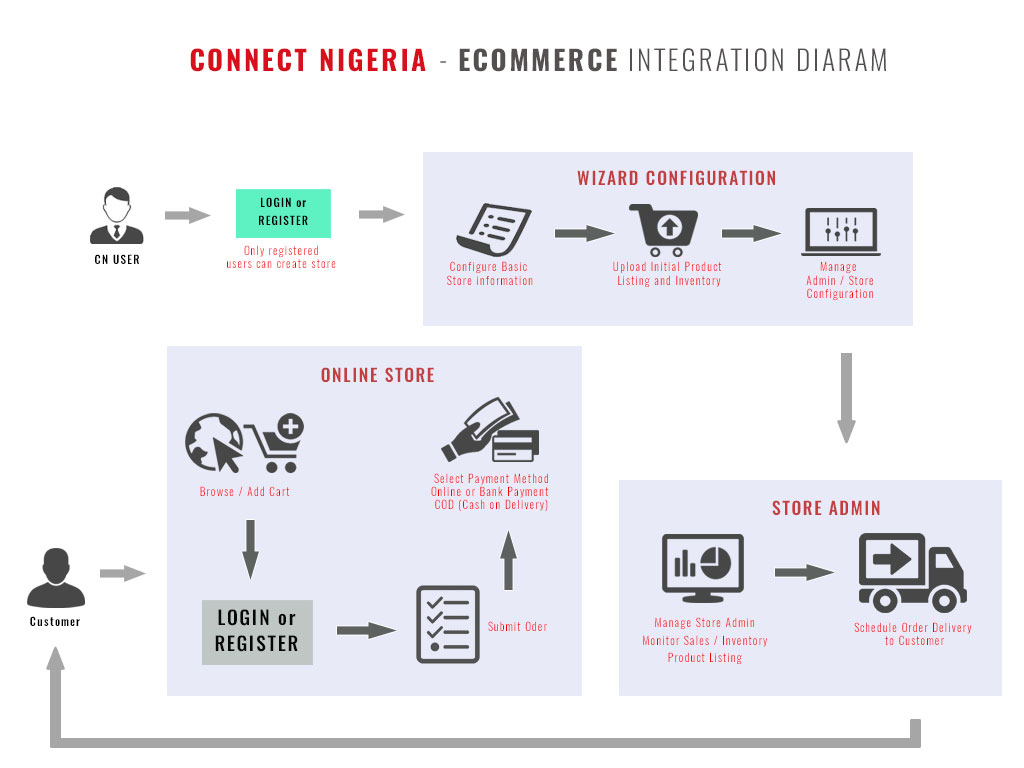 CONNECT NIGERIA - ECOMMERCE INTEGRATION DIARAM
CN USER
LOGIN or
REGISTER
Only registered
users can create store
WIZARD CONFIGURATION
Configure Basic
Store information
Upload Initial Product
Listing and Inventory
Manage
Admin / Store
Configuration
ONLINE STORE
Browse / Add Cart
Select Payment Method
Online or Bank Payment
COD (Cash on Delivery)
Customer
LOGIN or
REGISTER
Submit Oder
STORE ADMIN
Manage Store Admin
Monitor Sales / Inventory
Product Listing
Schedule Order Delivery
to Customer